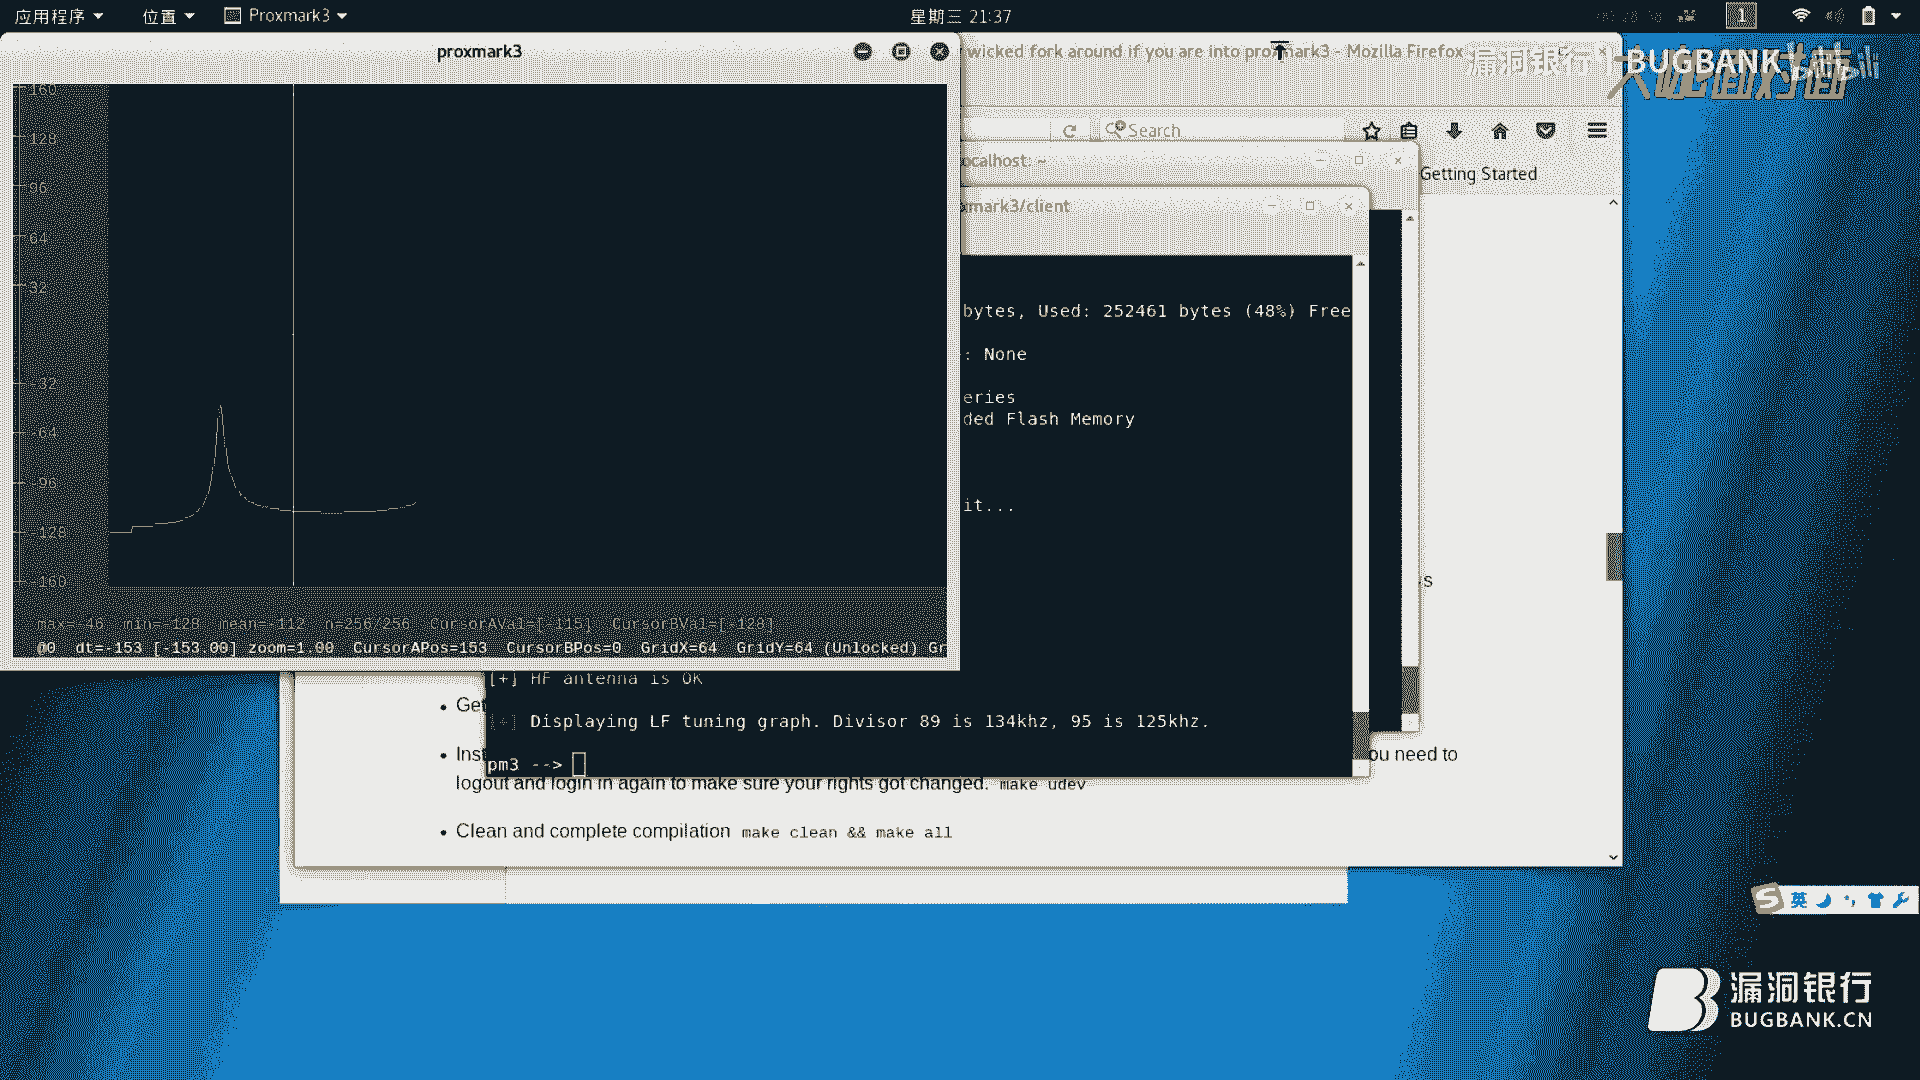 应用程序 位置 Proxmark3 星期三 21:37 1
proxmark3
wicked fork around if you are into proxmark3 - Mozilla Firefox
漏洞银行 | BUGBANK
大咖面对面
Search
Getting Started
ocalhost: ~
mark3/client
160
128
96
64
32
-32
-64
-96
-128
-160
bytes, Used: 252461 bytes (48%) Free
: None
eries
ded Flash Memory
it...
max=-46 min=-128 mean=-112 n=256/256 CursorAVal=[-115] CursorBVal=[-128]
@0 dt=-153 [-153.00] zoom=1.00 CursorAPos=153 CursorBPos=0 GridX=64 GridY=64 (Unlocked) Gr
s
[+] HF antenna is OK
Get
[+] Displaying LF tuning graph. Divisor 89 is 134khz, 95 is 125khz.
Inst
ou need to
pm3 -->
logout and login in again to make sure your rights got changed. make udev
Clean and complete compilation make clean && make all
英
漏洞银行
BUGBANK.CN